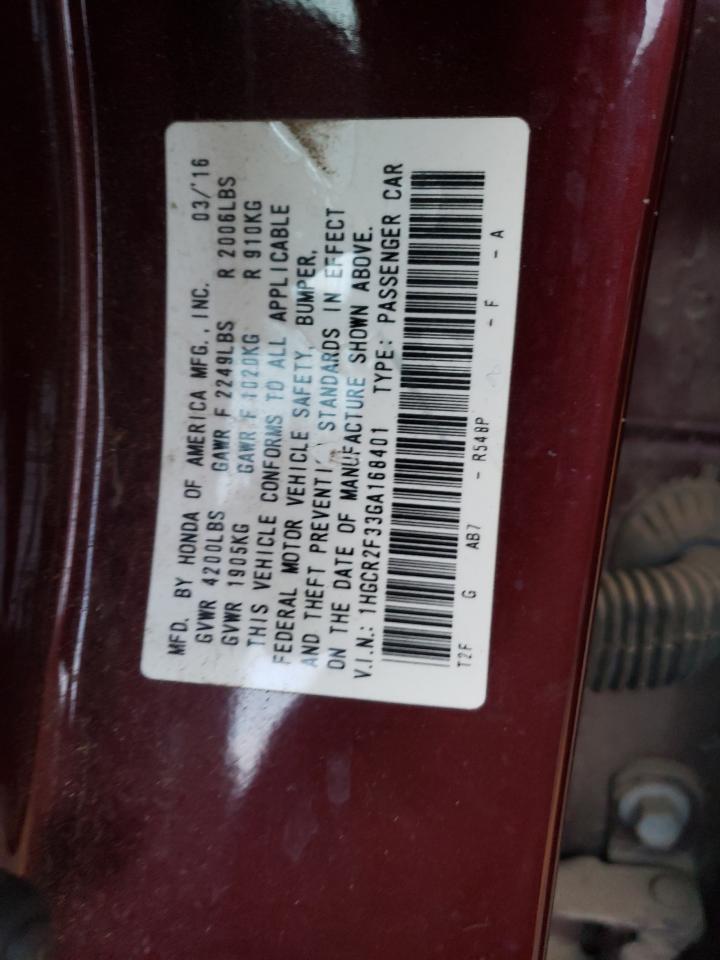 MFD. BY HONDA OF AMERICA MFG., INC. 03/'16
GVWR 4200LBS GAWR F 2249LBS R 2006LBS
GVWR 1905KG GAWR F 1020KG R 910KG
THIS VEHICLE CONFORMS TO ALL APPLICABLE
FEDERAL MOTOR VEHICLE SAFETY, BUMPER,
AND THEFT PREVENTI STANDARDS IN EFFECT
ON THE DATE OF MANUFACTURE SHOWN ABOVE.
V.I.N.: 1HGCR2F33GA168401 TYPE: PASSENGER CAR
T2F G AB7 - R548P - F - A